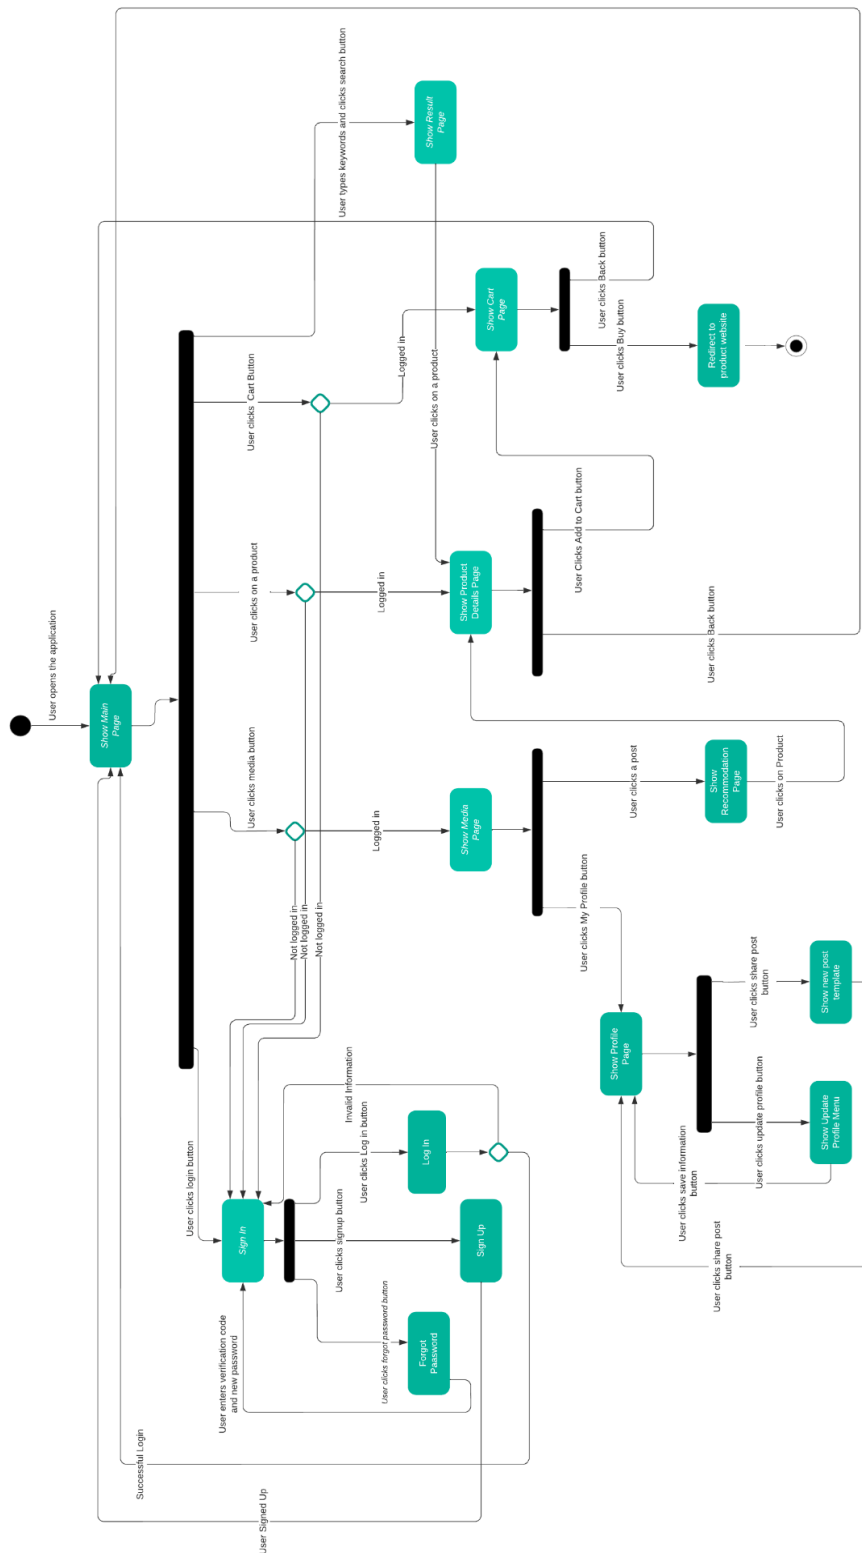 User opens the application
Show Main
Page
User types keywords and clicks search button
Show Result
Page
User clicks  Cart Button
User clicks on a product
User clicks media button
User clicks login button
Logged in
Logged in
Logged in
Not logged in
Not logged in
Not logged in
User clicks on a product
Show Cart
Page
User clicks Back button
User clicks Buy button
Redirect to
product website
Show Product
Details Page
User Clicks Add to Cart button
User clicks Back button
Show Media
Page
User clicks a post
Show
Recommodation
Page
User clicks on Product
User clicks My Profile button
Show Profile
Page
User clicks share post
button
Show new post
template
User clicks update profile button
Show Update
Profile Menu
User clicks save information
button
User clicks share post
button
Sign In
Invalid Information
User clicks Log in button
Log In
User clicks signup button
Sign Up
User clicks forgot password button
Forgot
Paasword
User enters verification code
and new password
Successful Login
User Signed Up